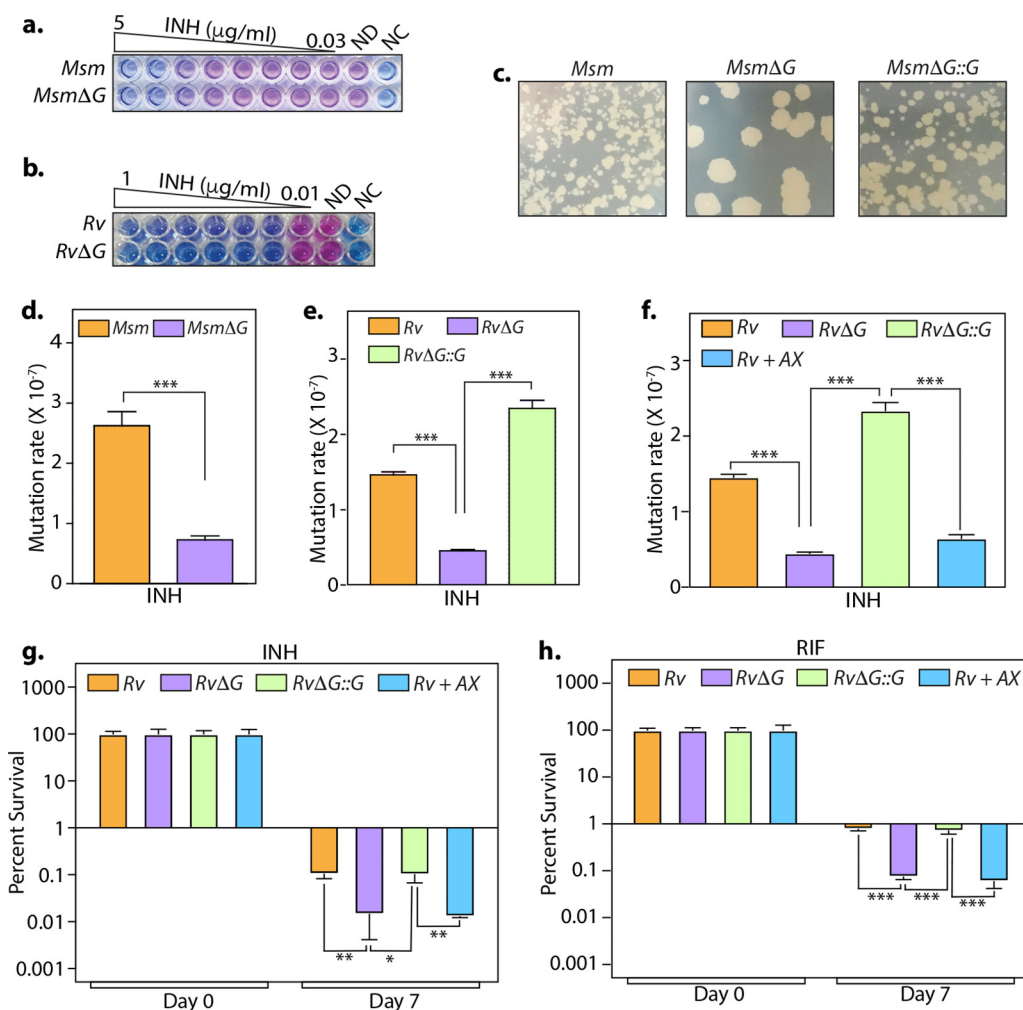 a.
5 INH (μg/ml) 0.03 ND NC
Msm
MsmΔG
b.
1 INH (μg/ml) 0.01 ND NC
Rv
RvΔG
c.
Msm MsmΔG MsmΔG::G
d.
Msm MsmΔG
Mutation rate (X 10⁻⁷)
4
3
2
1
0
***
INH
e.
Rv RvΔG
RvΔG::G
Mutation rate (X 10⁻⁷)
3
2
1
0
***
***
INH
f.
Rv RvΔG RvΔG::G
Rv + AX
Mutation rate (X 10⁻⁷)
3
2
1
0
***
***
***
INH
g.
INH
Rv RvΔG RvΔG::G Rv + AX
Percent Survival
1000
100
10
1
0.1
0.01
0.001
** * **
Day 0 Day 7
h.
RIF
Rv RvΔG RvΔG::G Rv + AX
Percent Survival
1000
100
10
1
0.1
0.01
0.001
*** *** ***
Day 0 Day 7